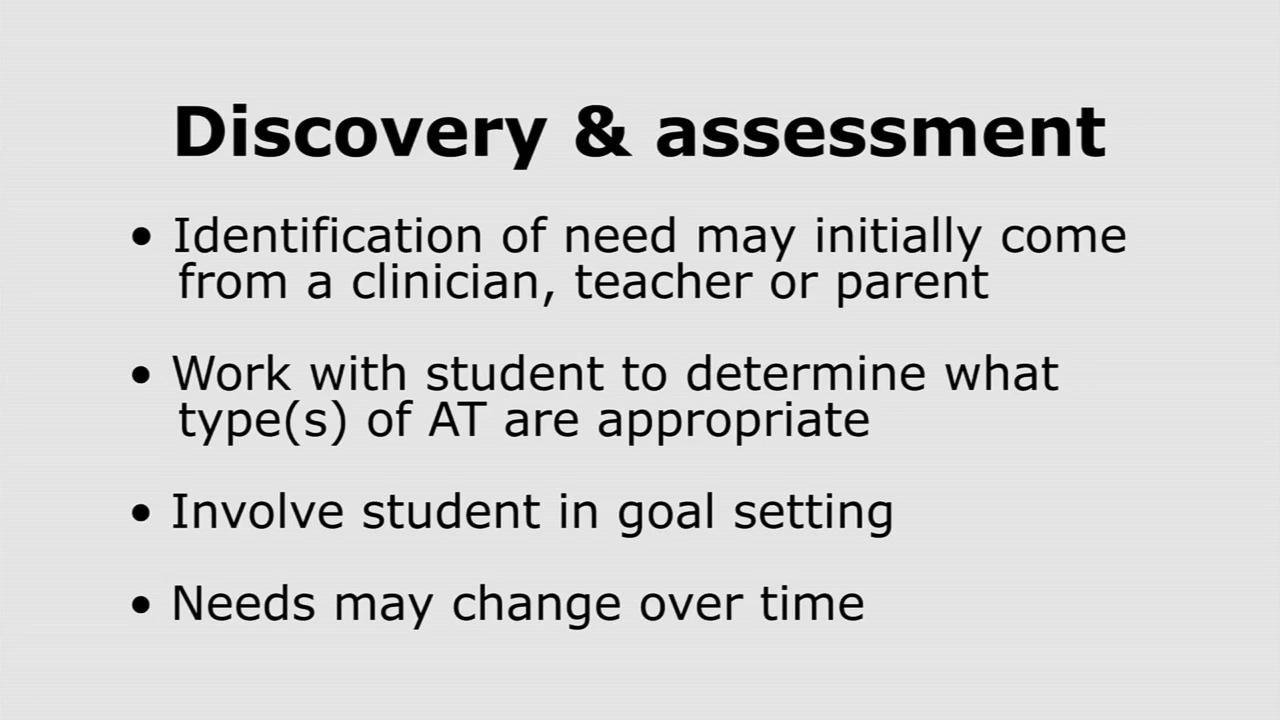 Discovery & assessment
• Identification of need may initially come
from a clinician, teacher or parent
• Work with student to determine what
type(s) of AT are appropriate
• Involve student in goal setting
• Needs may change over time